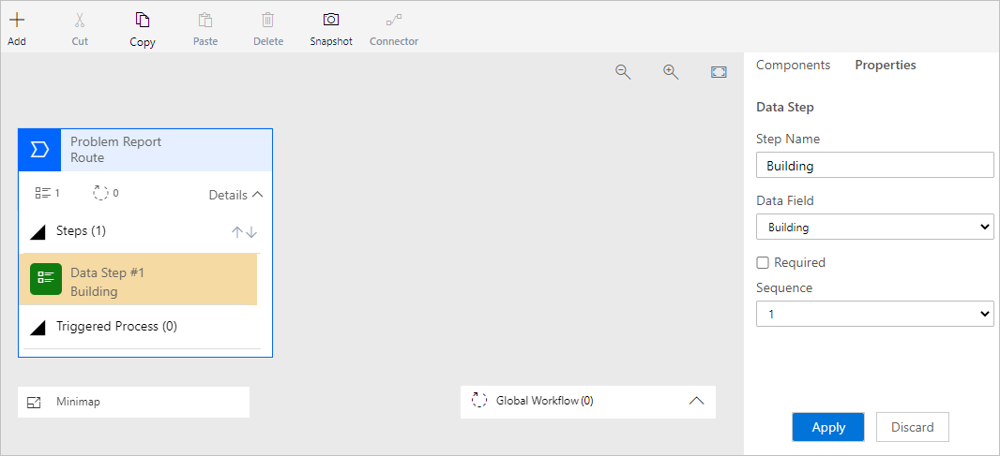 Add
Cut
Copy
Paste
Delete
Snapshot
Connector
Problem Report
Route
1
0
Details
Steps (1)
Data Step #1
Building
Triggered Process (0)
Minimap
Global Workflow (0)
Components
Properties
Data Step
Step Name
Building
Data Field
Building
Required
Sequence
1
Apply
Discard